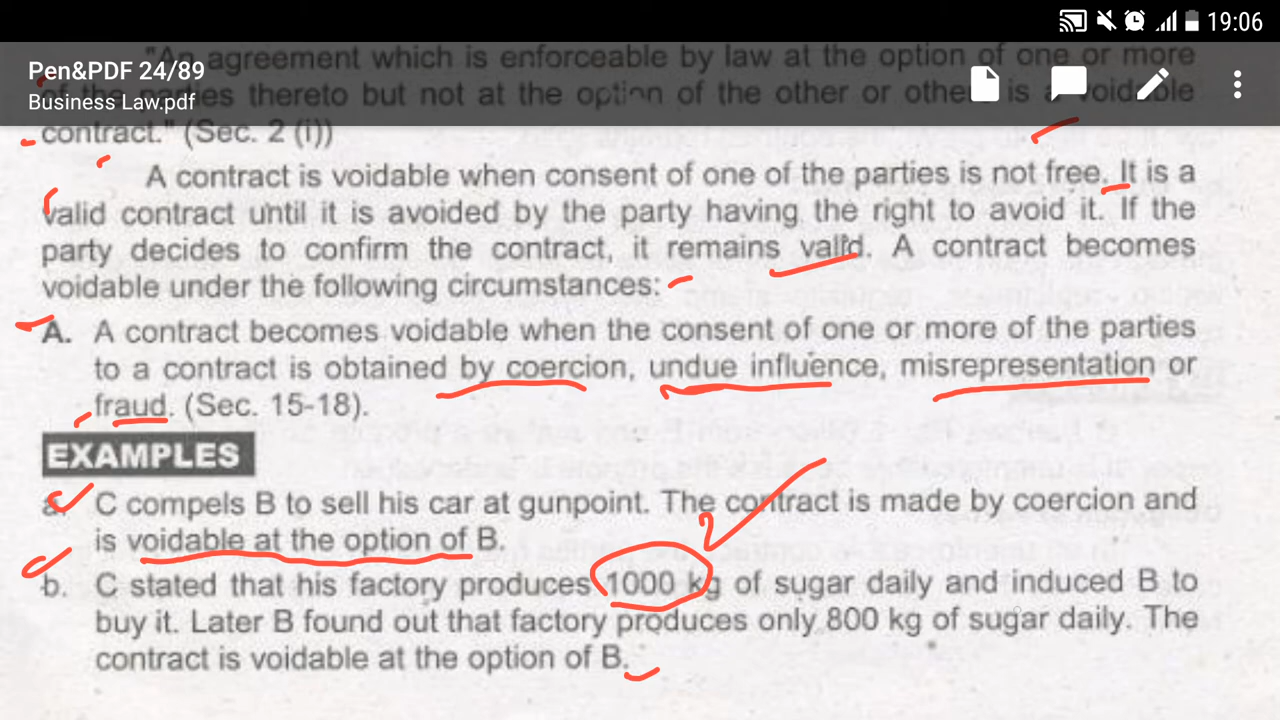 19:06
"An agreement which is enforceable by law at the option of one or more
Pen&PDF 24/89
of the parties thereto but not at the option of the other or others is a voidable
Business Law.pdf
contract." (Sec. 2 (i))
A contract is voidable when consent of one of the parties is not free. It is a
valid contract until it is avoided by the party having the right to avoid it. If the
party decides to confirm the contract, it remains valid. A contract becomes
voidable under the following circumstances:
A. A contract becomes voidable when the consent of one or more of the parties
to a contract is obtained by coercion, undue influence, misrepresentation or
fraud. (Sec. 15-18).
EXAMPLES
a. C compels B to sell his car at gunpoint. The contract is made by coercion and
is voidable at the option of B.
b. C stated that his factory produces 1000 kg of sugar daily and induced B to
buy it. Later B found out that factory produces only 800 kg of sugar daily. The
contract is voidable at the option of B.